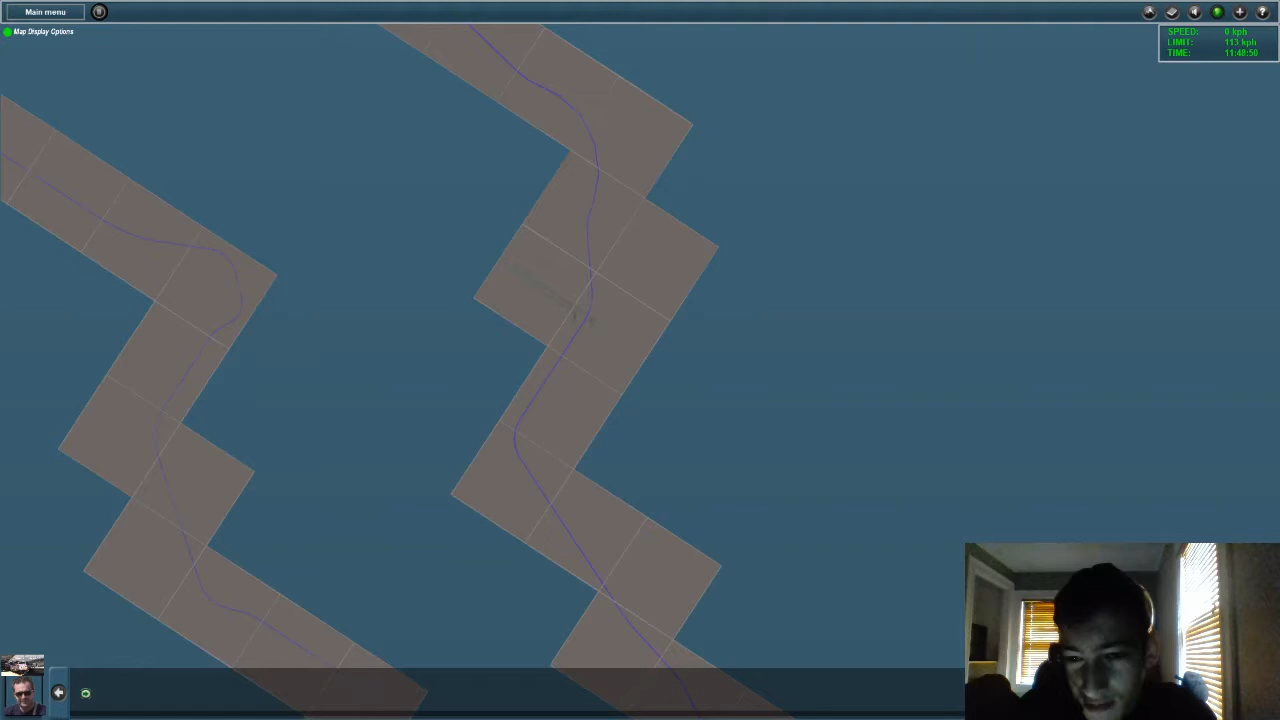 Main menu
Map Display Options
SPEED: 0 kph
LIMIT: 113 kph
TIME: 11:48:50